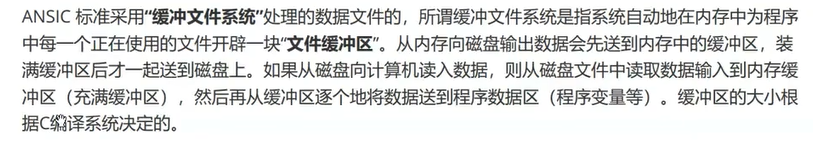 ANSIC 标准采用“缓冲文件系统”处理的数据文件的，所谓缓冲文件系统是指系统自动地在内存中为程序
中每一个正在使用的文件开辟一块“文件缓冲区”。从内存向磁盘输出数据会先送到内存中的缓冲区，装
满缓冲区后才一起送到磁盘上。如果从磁盘向计算机读入数据，则从磁盘文件中读取数据输入到内存缓
冲区（充满缓冲区），然后再从缓冲区逐个地将数据送到程序数据区（程序变量等）。缓冲区的大小根
据C编译系统决定的。